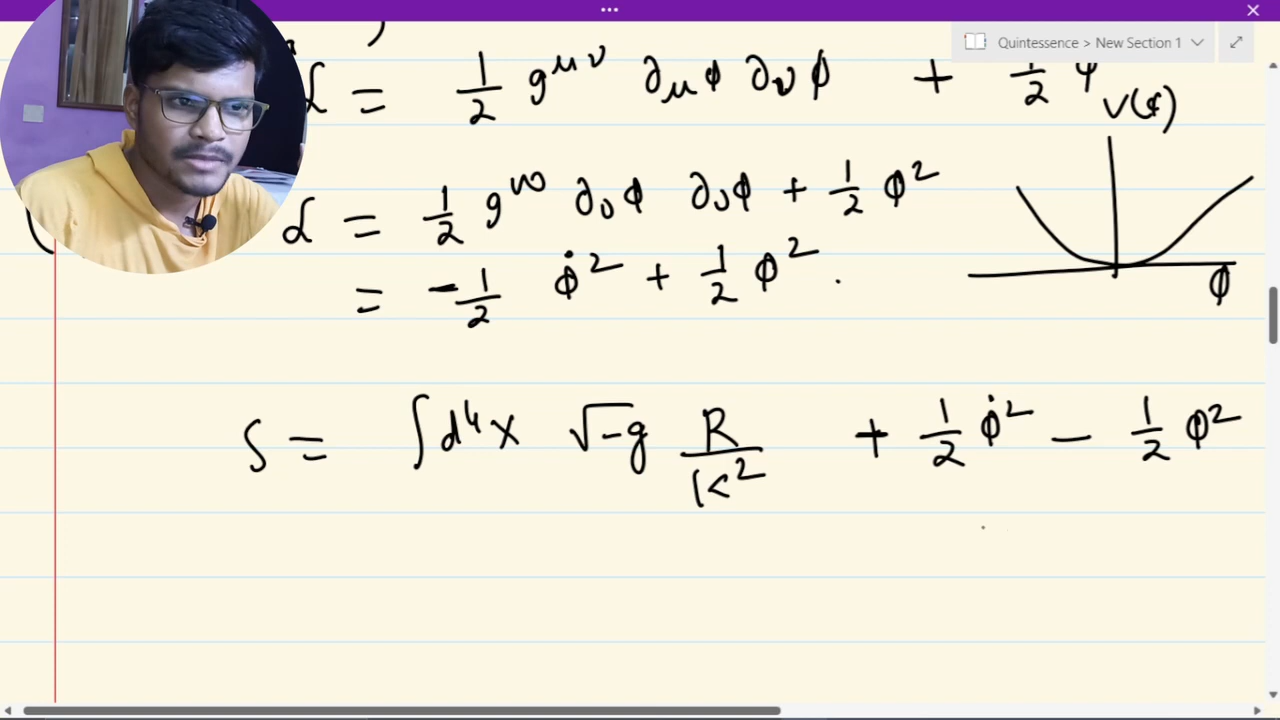 Quintessence > New Section 1
ℒ = 1/2 g^{μν} ∂_μ ϕ ∂_ν ϕ + 1/2 ϕ
V(ϕ)
ℒ = 1/2 g^{00} ∂_0 ϕ ∂_0 ϕ + 1/2 ϕ^2
= -1/2 ϕ̇^2 + 1/2 ϕ^2 .
ϕ
S = ∫ d^4 x √-g R/K^2 + 1/2 ϕ̇^2 - 1/2 ϕ^2